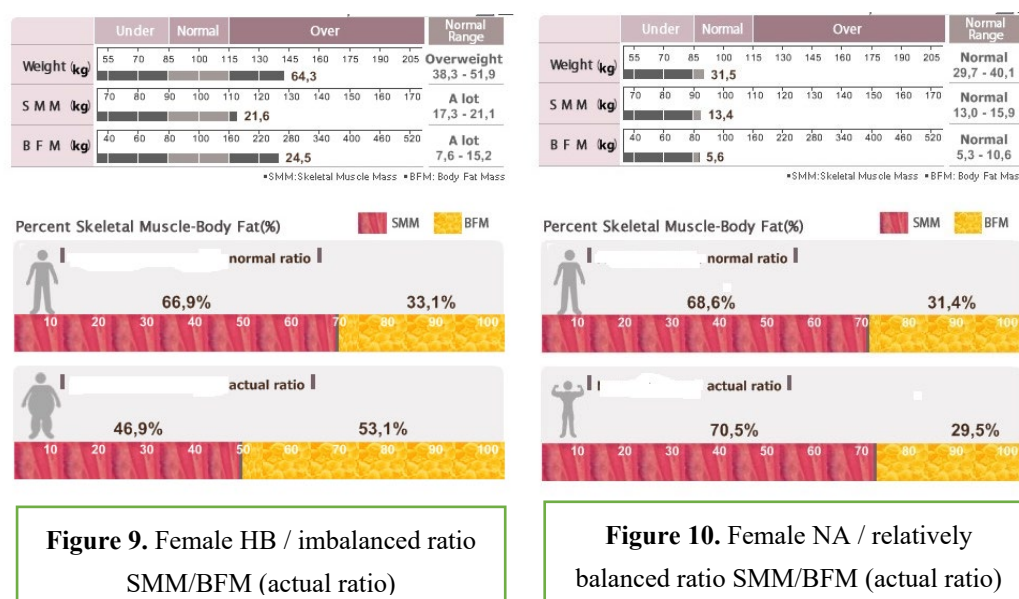 Under Normal Over Normal Range
Weight (kg) 55 70 85 100 115 130 145 160 175 190 205 Overweight
64,3 38,3 - 51,9
SMM (kg) 70 80 90 100 110 120 130 140 150 160 170 A lot
21,6 17,3 - 21,1
BFM (kg) 40 60 80 100 160 220 280 340 400 460 520 A lot
24,5 7,6 - 15,2
▪SMM:Skeletal Muscle Mass ▪BFM: Body Fat Mass
Percent Skeletal Muscle-Body Fat(%) SMM BFM
normal ratio
66,9% 33,1%
10 20 30 40 50 60 70 80 90 100
actual ratio
46,9% 53,1%
10 20 30 40 50 60 70 80 90 100
Figure 9. Female HB / imbalanced ratio
SMM/BFM (actual ratio)
Under Normal Over Normal Range
Weight (kg) 55 70 85 100 115 130 145 160 175 190 205 Normal
31,5 29,7 - 40,1
SMM (kg) 70 80 90 100 110 120 130 140 150 160 170 Normal
13,4 13,0 - 15,9
BFM (kg) 40 60 80 100 160 220 280 340 400 460 520 Normal
5,6 5,3 - 10,6
▪SMM:Skeletal Muscle Mass ▪BFM: Body Fat Mas
Percent Skeletal Muscle-Body Fat(%) SMM BFM
normal ratio
68,6% 31,4%
10 20 30 40 50 60 70 80 90 100
actual ratio
70,5% 29,5%
10 20 30 40 50 60 70 80 90 100
Figure 10. Female NA / relatively
balanced ratio SMM/BFM (actual ratio)